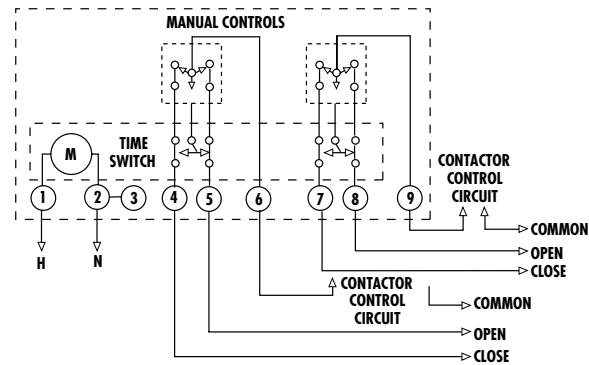 MANUAL CONTROLS
TIME
SWITCH
M
1
2
3
4
5
6
7
8
9
CONTACTOR
CONTROL
CIRCUIT
COMMON
OPEN
CLOSE
H
N
CONTACTOR
CONTROL
CIRCUIT
COMMON
OPEN
CLOSE